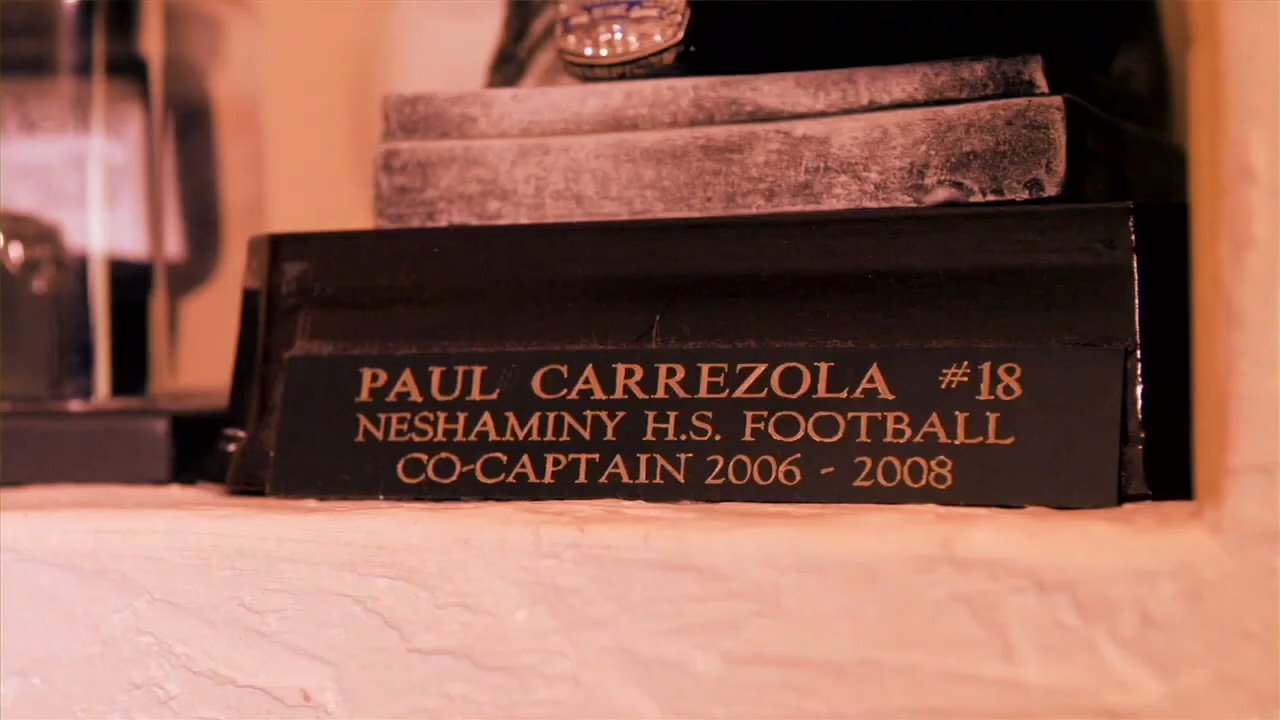 PAUL CARREZOLA #18
NESHAMINY H.S. FOOTBALL
CO-CAPTAIN 2006 - 2008